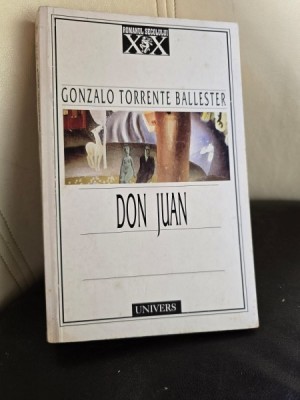 ROMANUL SECOLULUI
XX
GONZALO TORRENTE BALLESTER
DON JUAN
UNIVERS